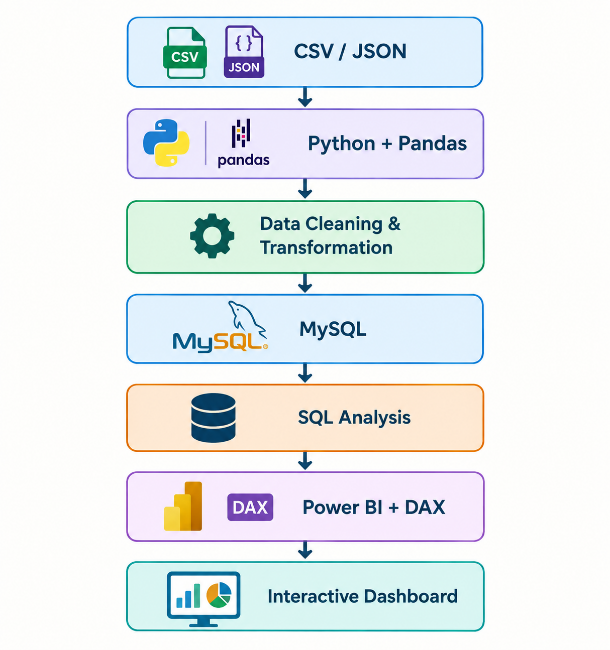 CSV
{ }
JSON
CSV / JSON
pandas
Python + Pandas
Data Cleaning &
Transformation
MySQL®
MySQL
SQL Analysis
DAX
Power BI + DAX
Interactive Dashboard